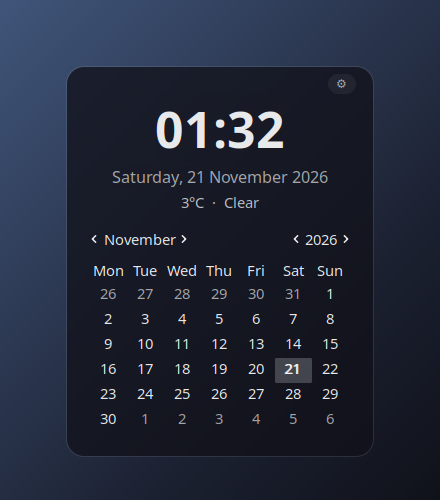 01:32
Saturday, 21 November 2026
3°C · Clear
November 2026
Mon Tue Wed Thu Fri Sat Sun
26 27 28 29 30 31 1
2 3 4 5 6 7 8
9 10 11 12 13 14 15
16 17 18 19 20 21 22
23 24 25 26 27 28 29
30 1 2 3 4 5 6